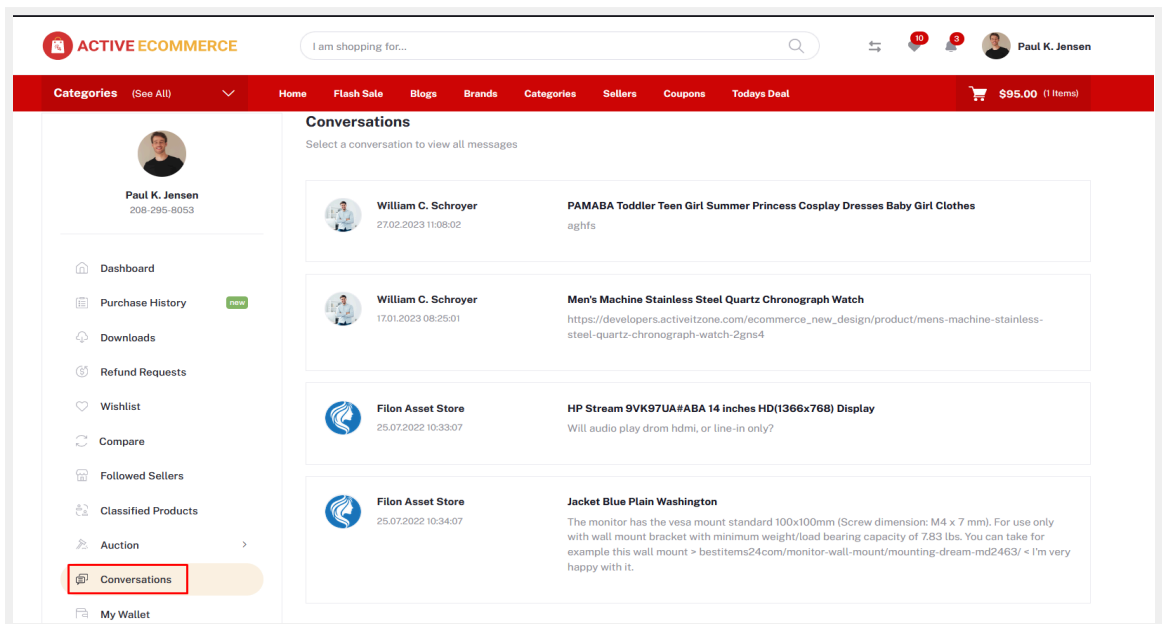 ACTIVE ECOMMERCE
I am shopping for...
10
3
Paul K. Jensen
Categories (See All)
Home Flash Sale Blogs Brands Categories Sellers Coupons Todays Deal
$95.00 (1 Items)
Paul K. Jensen
208-295-8053
Dashboard
Purchase History new
Downloads
Refund Requests
Wishlist
Compare
Followed Sellers
Classified Products
Auction
Conversations
My Wallet
Conversations
Select a conversation to view all messages
William C. Schroyer
27.02.2023 11:08:02
PAMABA Toddler Teen Girl Summer Princess Cosplay Dresses Baby Girl Clothes
aghfs
William C. Schroyer
17.01.2023 08:25:01
Men's Machine Stainless Steel Quartz Chronograph Watch
https://developers.activeitzone.com/ecommerce_new_design/product/mens-machine-stainless-
steel-quartz-chronograph-watch-2gns4
Filon Asset Store
25.07.2022 10:33:07
HP Stream 9VK97UA#ABA 14 inches HD(1366x768) Display
Will audio play drom hdmi, or line-in only?
Filon Asset Store
25.07.2022 10:34:07
Jacket Blue Plain Washington
The monitor has the vesa mount standard 100x100mm (Screw dimension: M4 x 7 mm). For use only
with wall mount bracket with minimum weight/load bearing capacity of 7.83 lbs. You can take for
example this wall mount > bestitems24com/monitor-wall-mount/mounting-dream-md2463/ < I'm very
happy with it.